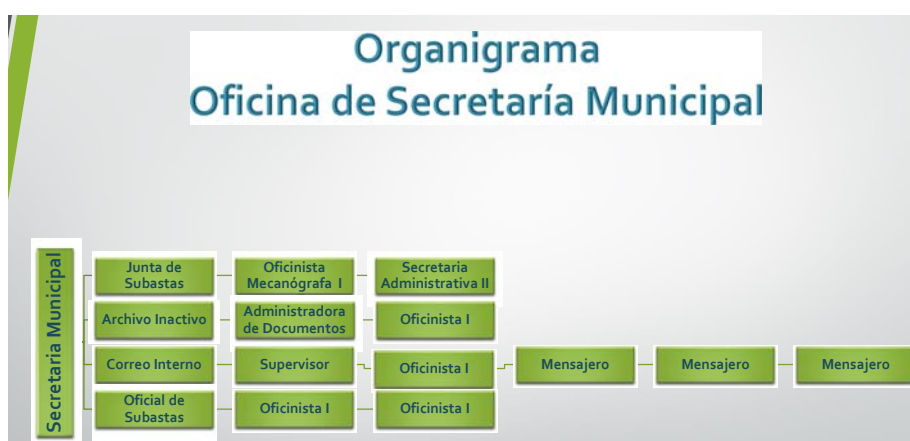 Organigrama
Oficina de Secretaría Municipal
Secretaria Municipal
Junta de
Subastas
Oficinista
Mecanógrafa I
Secretaria
Administrativa II
Archivo Inactivo
Administradora
de Documentos
Oficinista I
Correo Interno
Supervisor
Oficinista I
Mensajero
Mensajero
Mensajero
Oficial de
Subastas
Oficinista I
Oficinista I